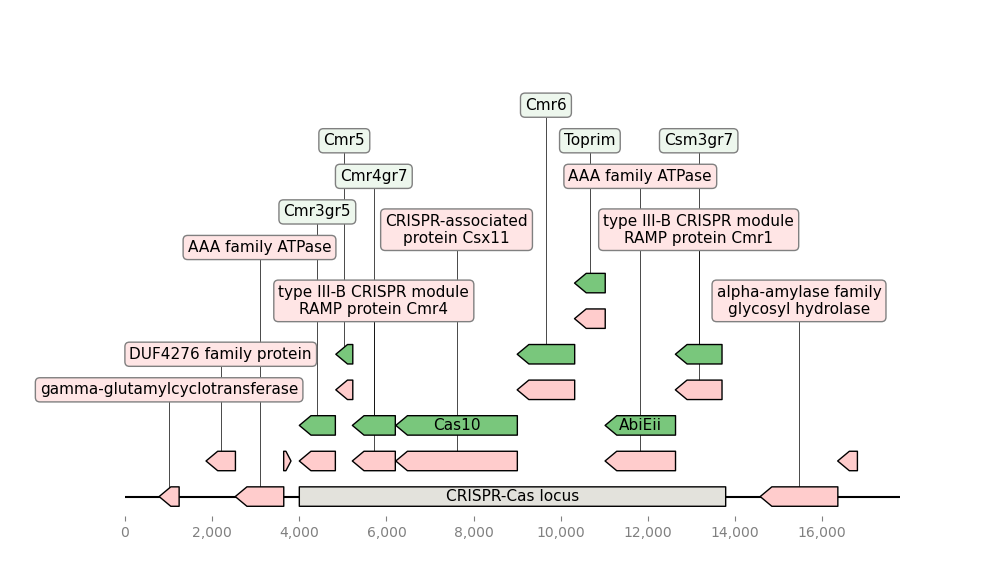 Cmr6
Cmr5
Toprim
Csm3gr7
Cmr4gr7
AAA family ATPase
Cmr3gr5
CRISPR-associated
protein Csx11
type III-B CRISPR module
RAMP protein Cmr1
AAA family ATPase
type III-B CRISPR module
RAMP protein Cmr4
alpha-amylase family
glycosyl hydrolase
DUF4276 family protein
gamma-glutamylcyclotransferase
Cas10
AbiEii
CRISPR-Cas locus
0
2,000
4,000
6,000
8,000
10,000
12,000
14,000
16,000